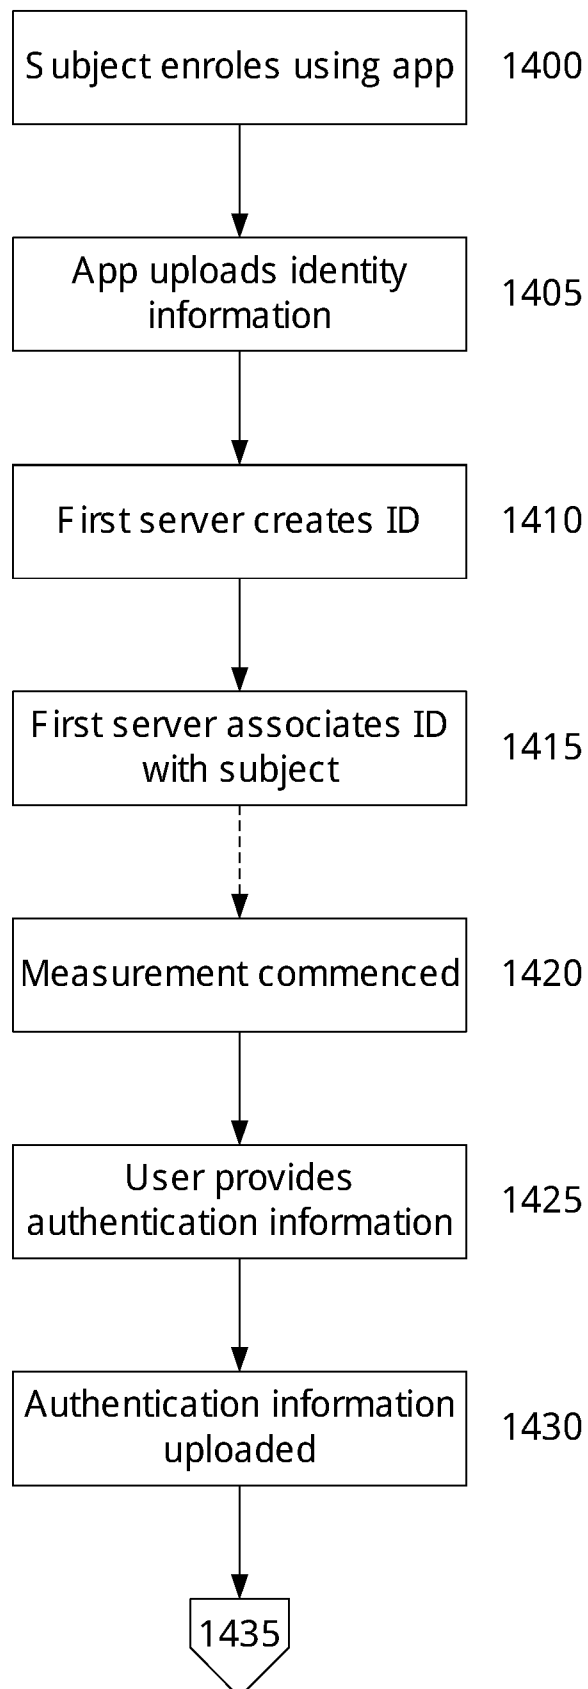 Subject enroles using app 1400
App uploads identity
information
1405
First server creates ID 1410
First server associates ID
with subject
1415
Measurement commenced 1420
User provides
authentication information
1425
Authentication information
uploaded
1430
1435